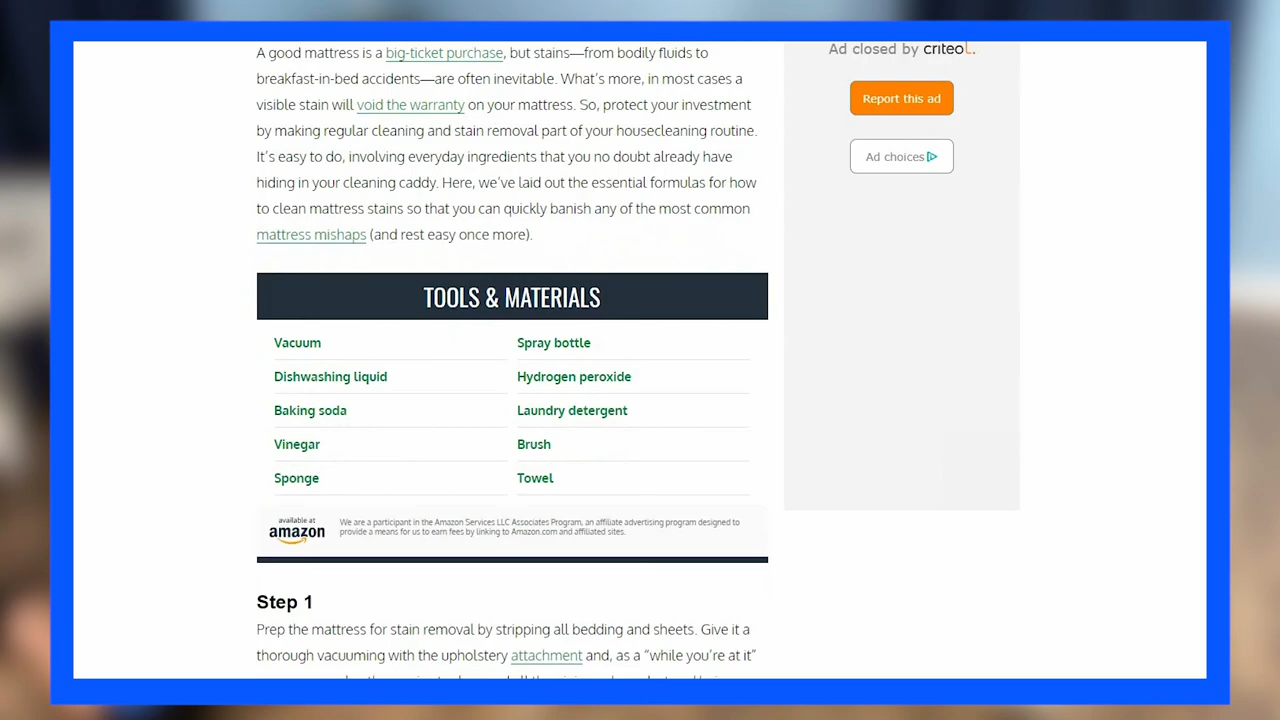 A good mattress is a big-ticket purchase, but stains—from bodily fluids to
breakfast-in-bed accidents—are often inevitable. What's more, in most cases a
visible stain will void the warranty on your mattress. So, protect your investment
by making regular cleaning and stain removal part of your housecleaning routine.
It's easy to do, involving everyday ingredients that you no doubt already have
hiding in your cleaning caddy. Here, we've laid out the essential formulas for how
to clean mattress stains so that you can quickly banish any of the most common
mattress mishaps (and rest easy once more).
Ad closed by criteol.
Report this ad
Ad choices
TOOLS & MATERIALS
Vacuum
Spray bottle
Dishwashing liquid
Hydrogen peroxide
Baking soda
Laundry detergent
Vinegar
Brush
Sponge
Towel
available at
amazon
We are a participant in the Amazon Services LLC Associates Program, an affiliate advertising program designed to
provide a means for us to earn fees by linking to Amazon.com and affiliated sites.
Step 1
Prep the mattress for stain removal by stripping all bedding and sheets. Give it a
thorough vacuuming with the upholstery attachment and, as a “while you're at it”